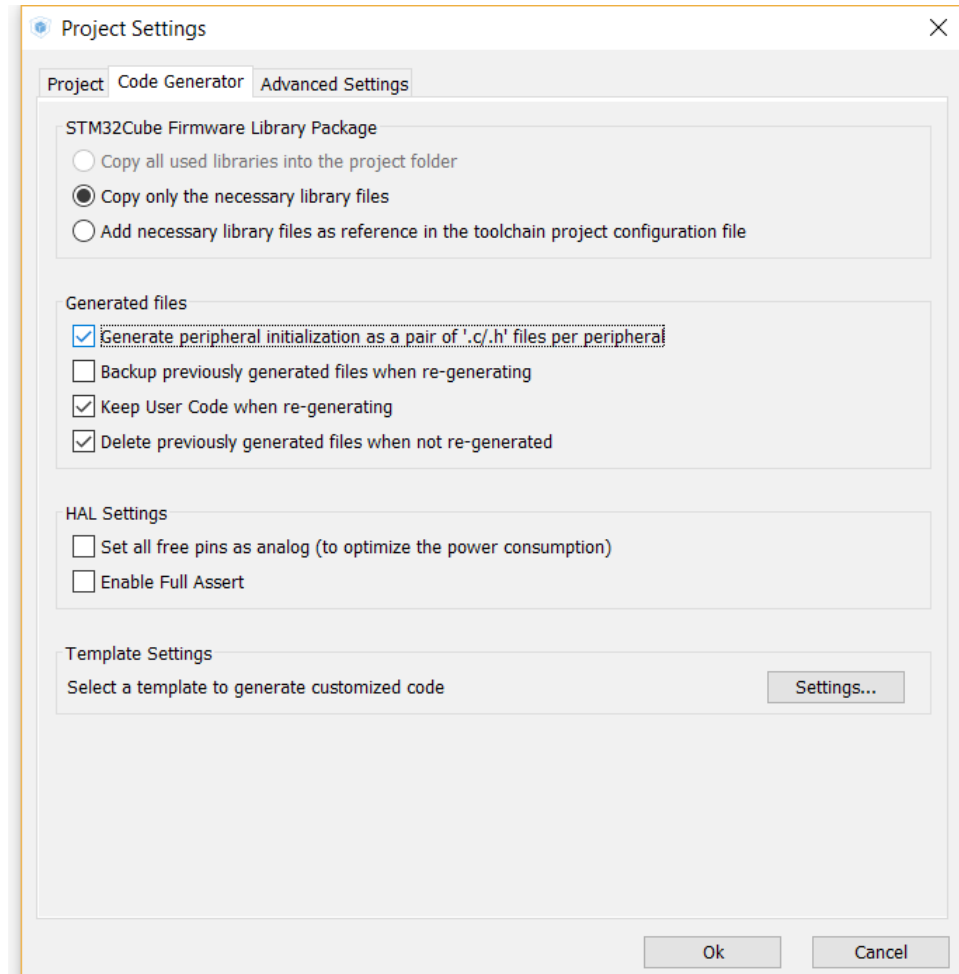 Project Settings
Project Code Generator Advanced Settings
STM32Cube Firmware Library Package
Copy all used libraries into the project folder
Copy only the necessary library files
Add necessary library files as reference in the toolchain project configuration file
Generated files
Generate peripheral initialization as a pair of '.c/.h' files per peripheral
Backup previously generated files when re-generating
Keep User Code when re-generating
Delete previously generated files when not re-generated
HAL Settings
Set all free pins as analog (to optimize the power consumption)
Enable Full Assert
Template Settings
Select a template to generate customized code Settings...
Ok Cancel